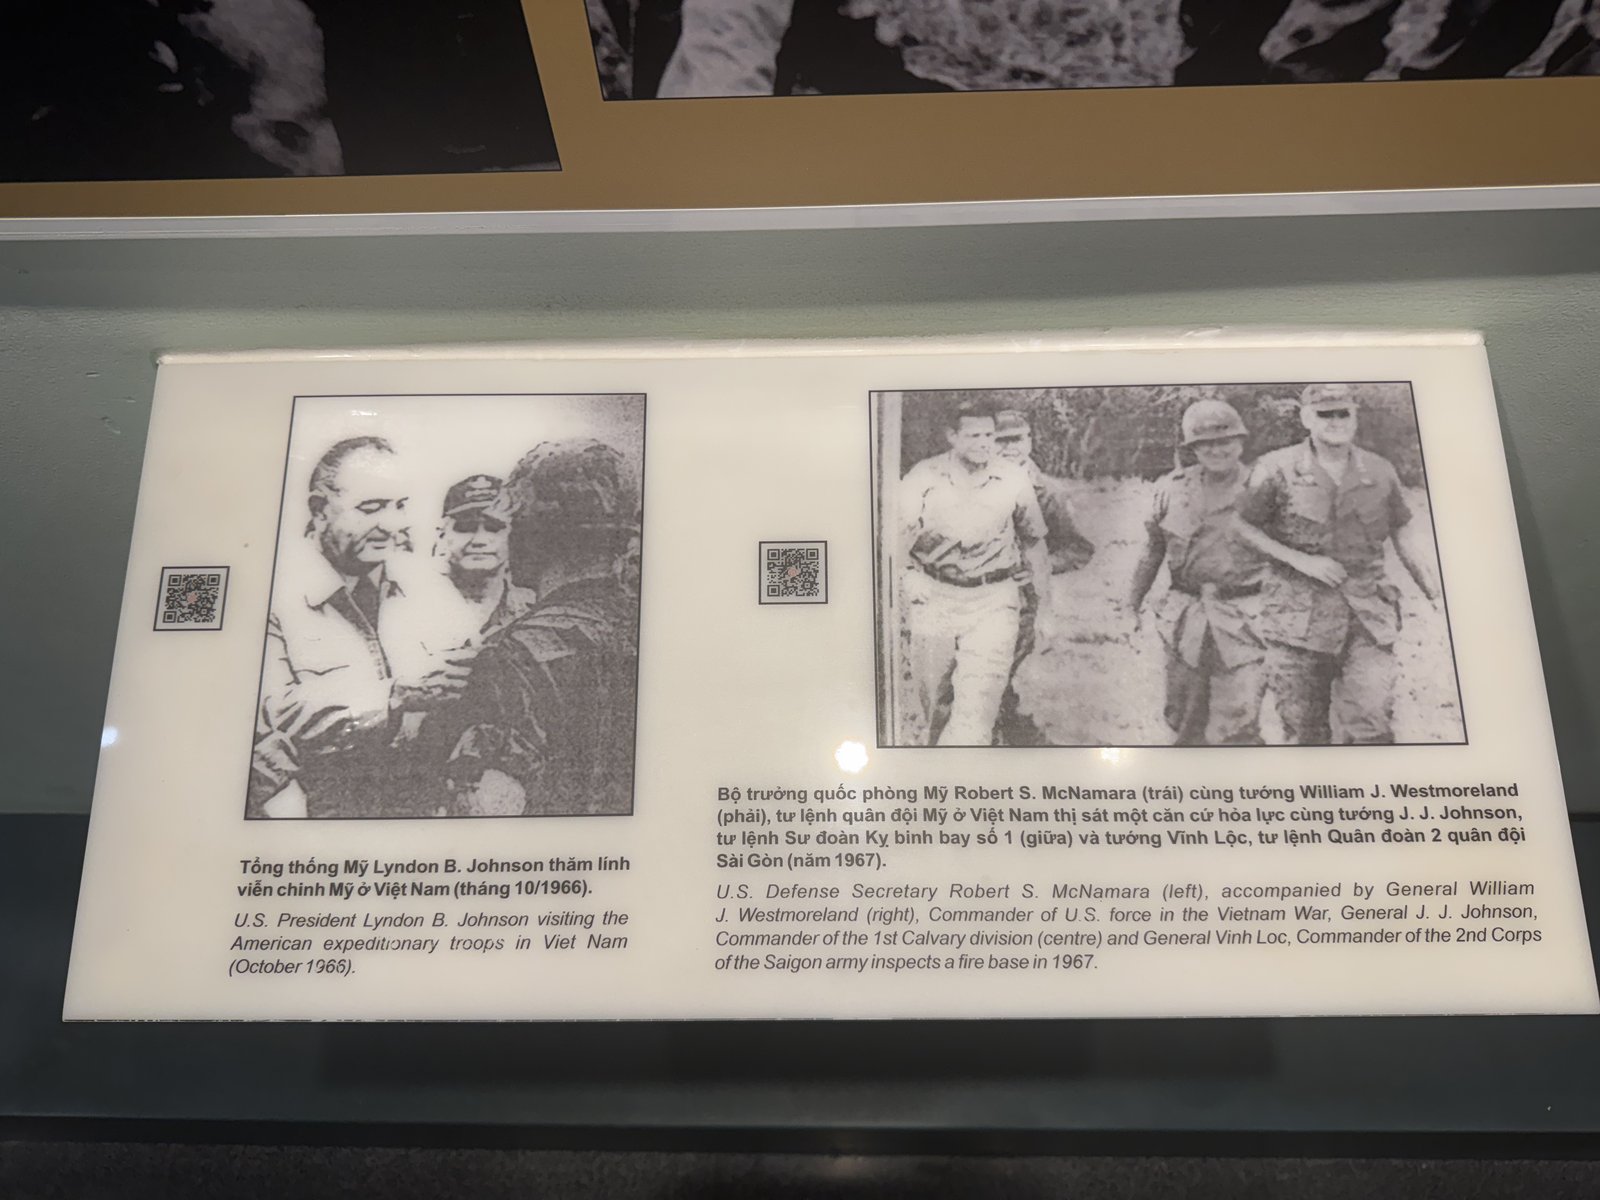 Tổng thống Mỹ Lyndon B. Johnson thăm lính
viễn chinh Mỹ ở Việt Nam (tháng 10/1966).
U.S. President Lyndon B. Johnson visiting the
American expeditionary troops in Viet Nam
(October 1966).
Bộ trưởng quốc phòng Mỹ Robert S. McNamara (trái) cùng tướng William J. Westmoreland
(phải), tư lệnh quân đội Mỹ ở Việt Nam thị sát một căn cứ hỏa lực cùng tướng J. J. Johnson,
tư lệnh Sư đoàn Kỵ binh bay số 1 (giữa) và tướng Vĩnh Lộc, tư lệnh Quân đoàn 2 quân đội
Sài Gòn (năm 1967).
U.S. Defense Secretary Robert S. McNamara (left), accompanied by General William
J. Westmoreland (right), Commander of U.S. force in the Vietnam War, General J. J. Johnson,
Commander of the 1st Calvary division (centre) and General Vinh Loc, Commander of the 2nd Corps
of the Saigon army inspects a fire base in 1967.